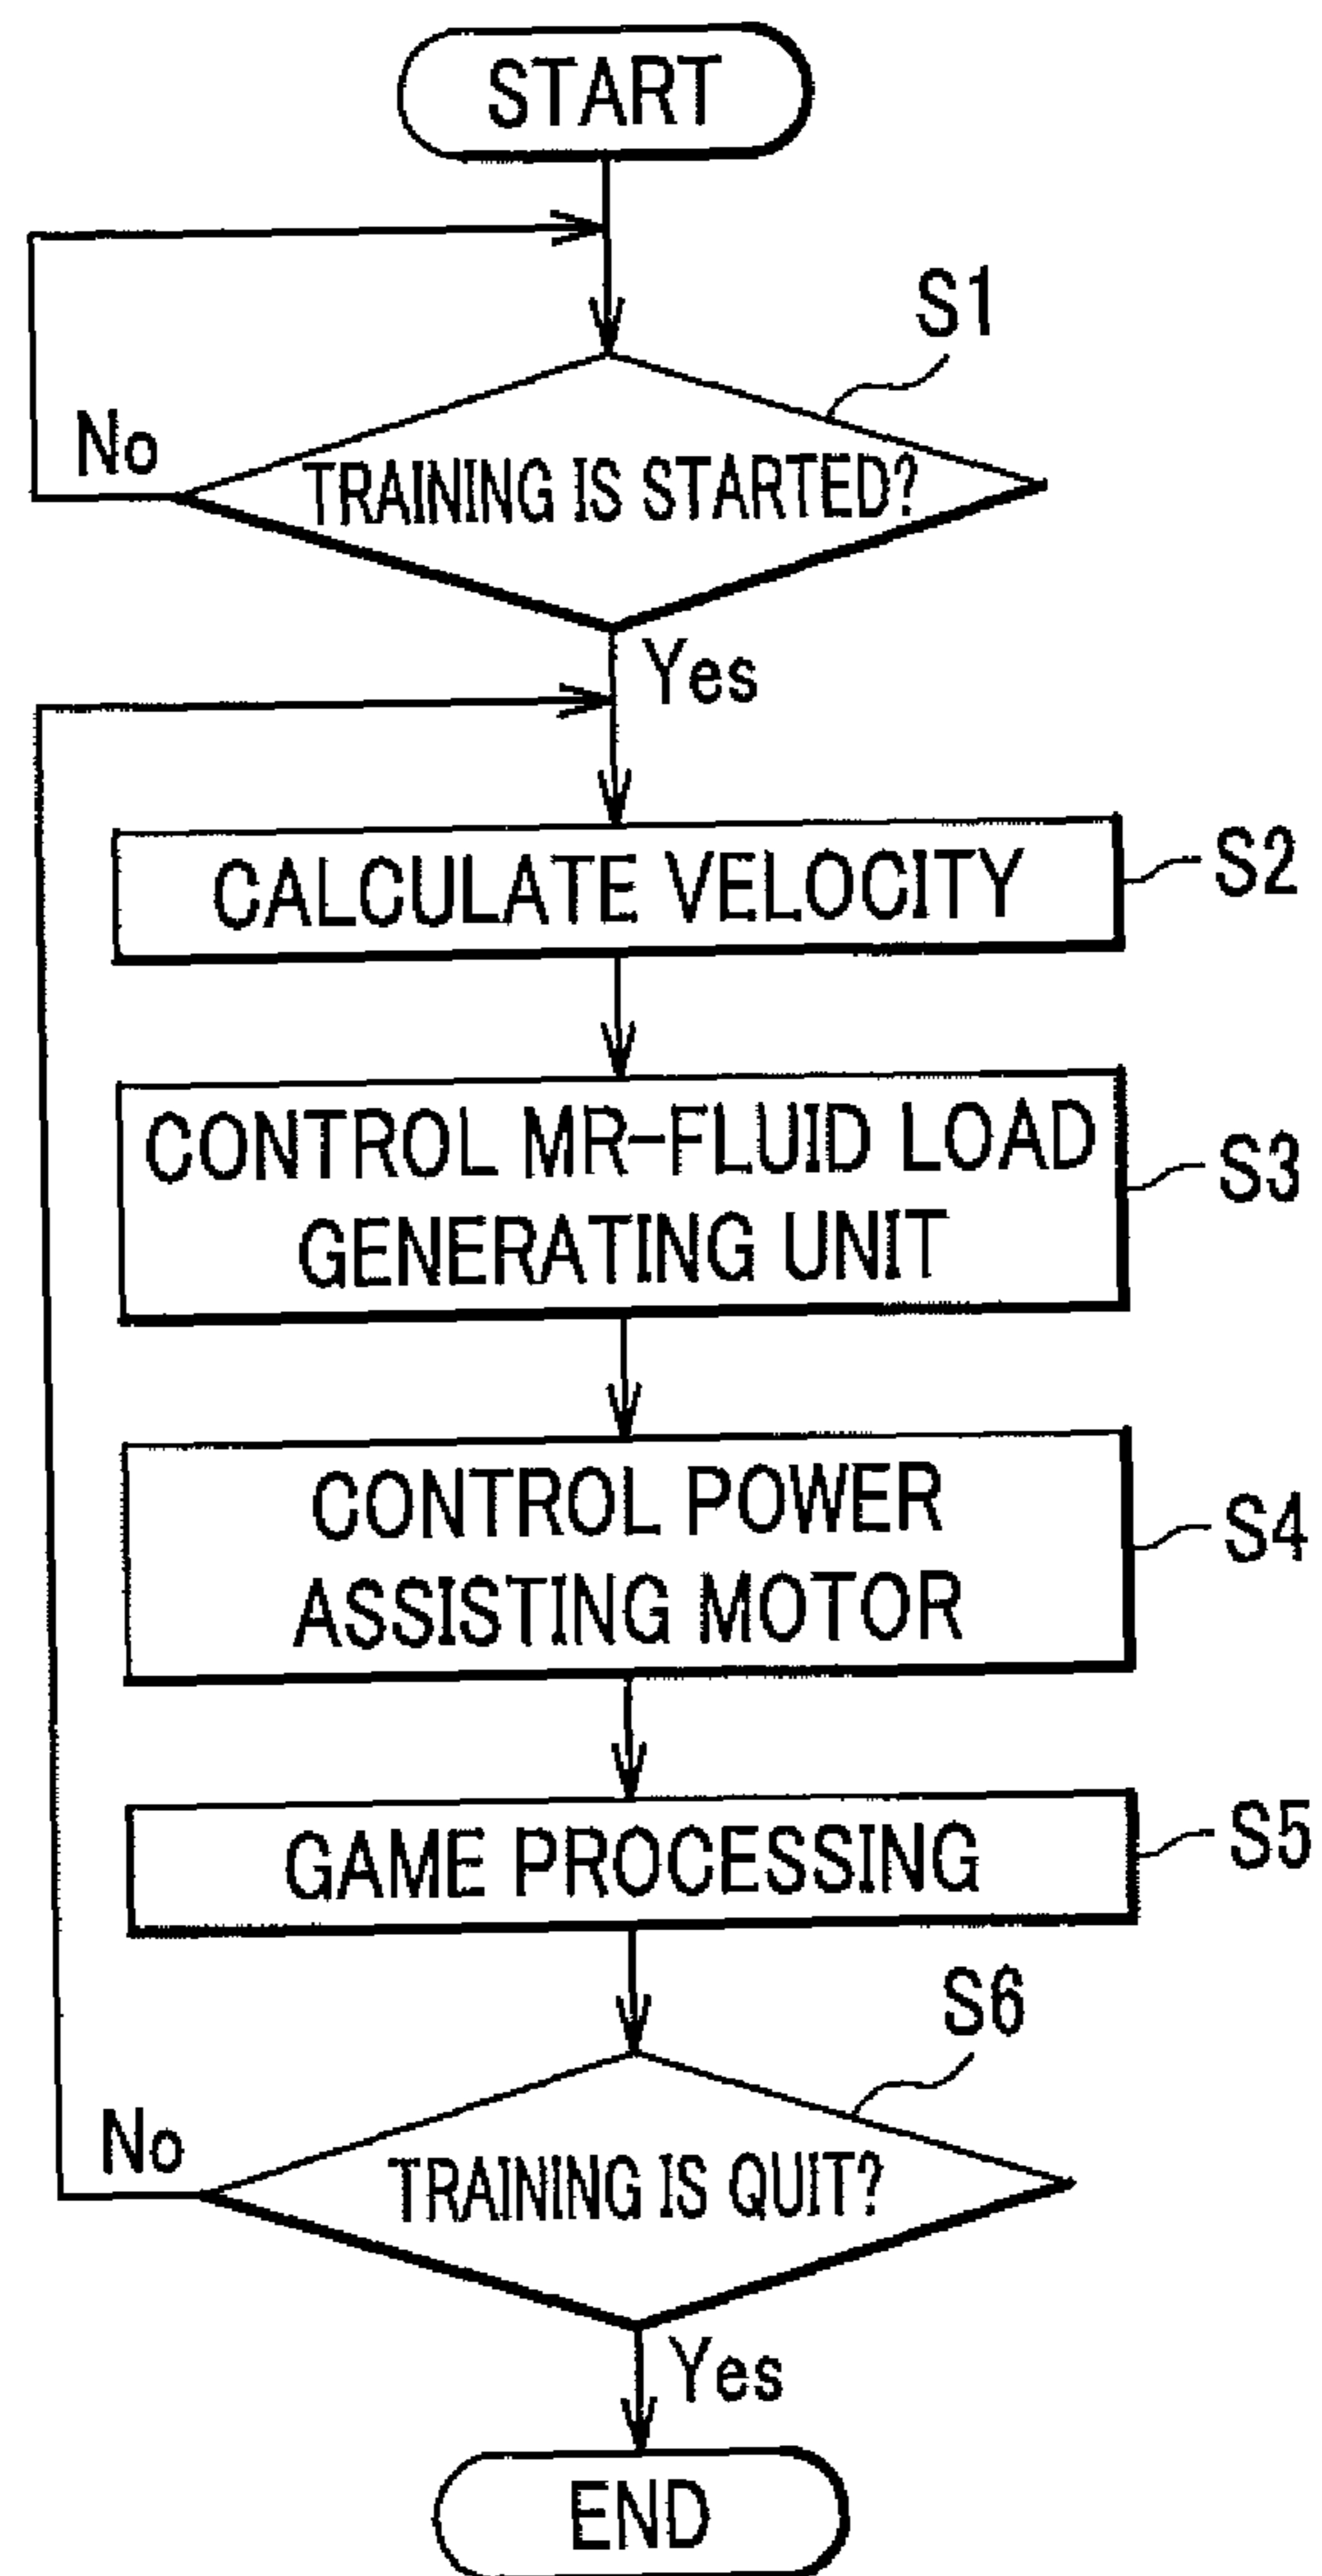 START
S1
No
TRAINING IS STARTED?
Yes
CALCULATE VELOCITY
S2
CONTROL MR-FLUID LOAD
GENERATING UNIT
S3
CONTROL POWER
ASSISTING MOTOR
S4
GAME PROCESSING
S5
S6
No
TRAINING IS QUIT?
Yes
END